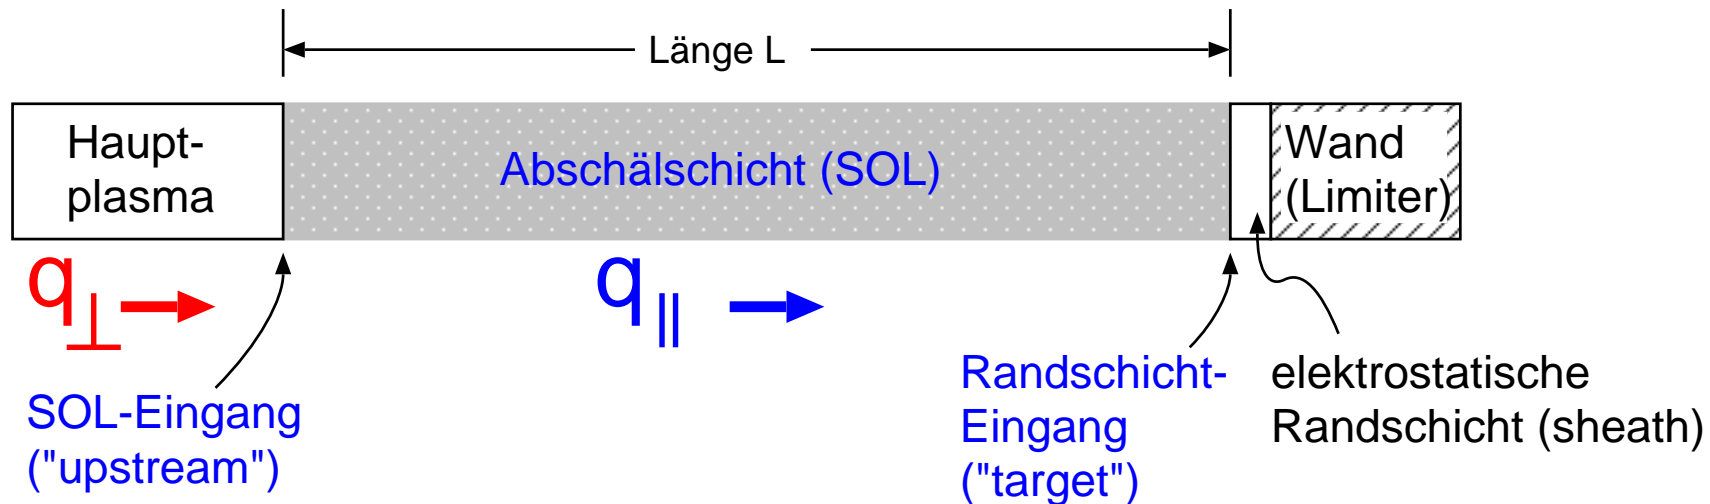 Länge L
Haupt-
plasma
Abschälschicht (SOL)
Wand
(Limiter)
q⊥
q||
SOL-Eingang
("upstream")
Randschicht-
Eingang
("target")
elektrostatische
Randschicht (sheath)